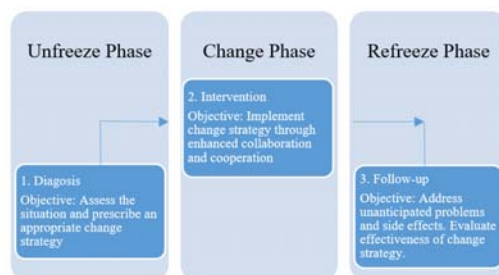 Unfreeze Phase
Change Phase
Refreeze Phase
1. Diagosis
Objective: Assess the
situation and prescribe an
appropriate change
strategy
2. Intervention
Objective: Implement
change strategy through
enhanced collaboration
and cooperation
3. Follow-up
Objective: Address
unanticipated problems
and side effects. Evaluate
effectiveness of change
strategy.